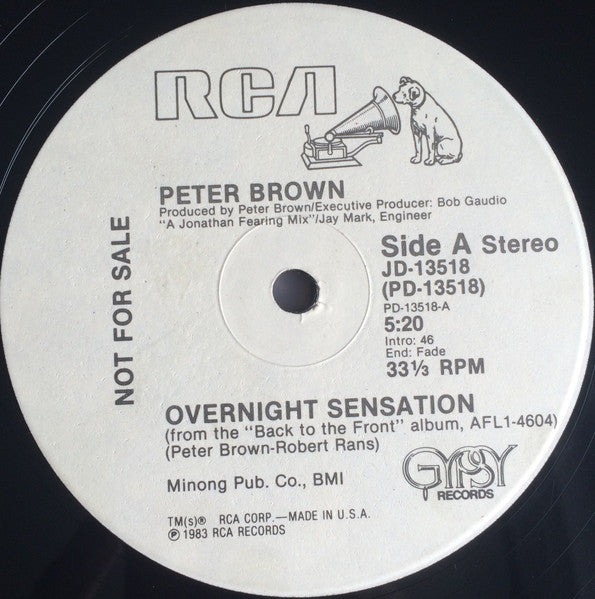 RCA
PETER BROWN
Produced by Peter Brown/Executive Producer: Bob Gaudio
"A Jonathan Fearing Mix"/Jay Mark, Engineer
NOT FOR SALE
Side A Stereo
JD-13518
(PD-13518)
PD-13518-A
5:20
Intro: 46
End: Fade
33⅓ RPM
OVERNIGHT SENSATION
(from the "Back to the Front" album, AFL1-4604)
(Peter Brown-Robert Rans)
Minong Pub. Co., BMI
GYPSY
RECORDS
TM(s)® RCA CORP.—MADE IN U.S.A.
℗ 1983 RCA RECORDS